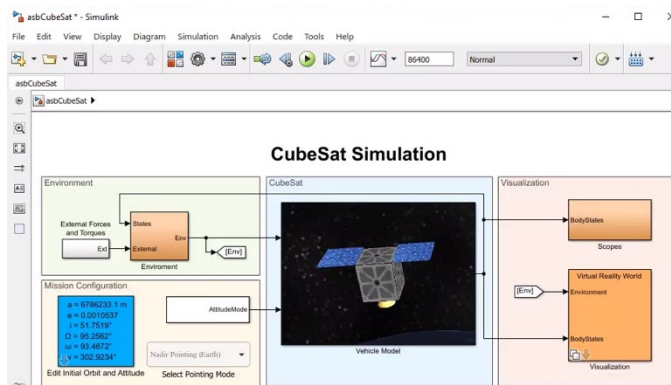 asbCubeSat * - Simulink
File Edit View Display Diagram Simulation Analysis Code Tools Help
86400 Normal
asbCubeSat
asbCubeSat
CubeSat Simulation
Environment
External Forces
and Torques
Ext
States
External
Env
Enviroment
[Env]
Mission Configuration
a = 6786233.1 m
e = 0.0010537
i = 51.7519°
Ω = 95.2562°
ω = 93.4872°
ν = 302.9234°
Edit Initial Orbit and Attitude
AttitudeMode
Nadir Pointing (Earth)
Select Pointing Mode
CubeSat
Vehicle Model
Visualization
BodyStates
Scopes
Virtual Reality World
[Env]
Environment
BodyStates
Visualization